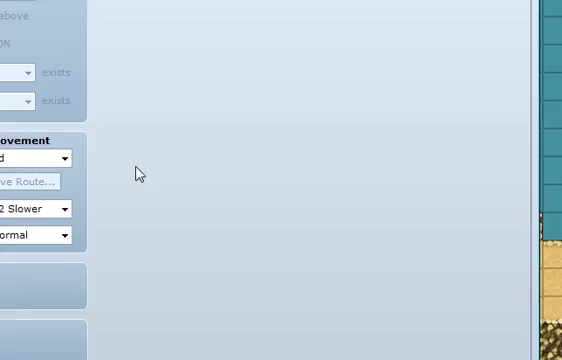 above
ON
exists
exists
ovement
d
ve Route...
2 Slower
ormal